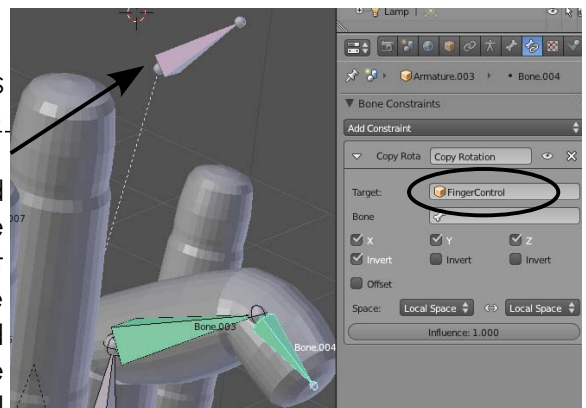 Lamp
Armature.003
Bone.004
Bone Constraints
Add Constraint
Copy Rota
Copy Rotation
Target:
FingerControl
Bone
X
Y
Z
Invert
Invert
Invert
Offset
Space:
Local Space
Local Space
Influence: 1.000
007
Bone.003
Bone.004